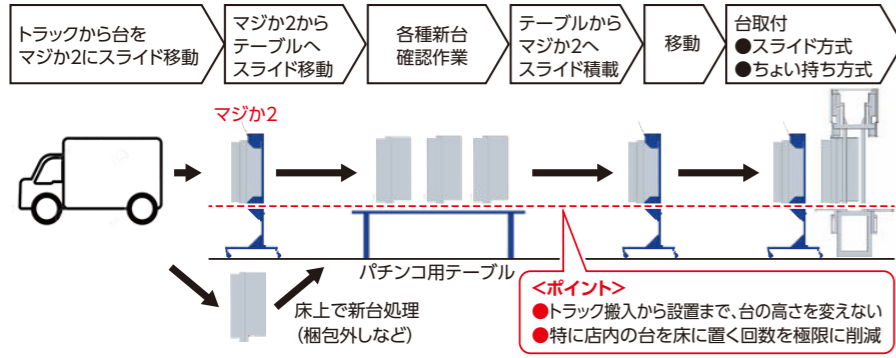 トラックから台を
マジか2にスライド移動
マジか2から
テーブルへ
スライド移動
各種新台
確認作業
テーブルから
マジか2へ
スライド積載
移動
台取付
●スライド方式
●ちょい持ち方式
マジか2
パチンコ用テーブル
床上で新台処理
(梱包外しなど)
<ポイント>
●トラック搬入から設置まで、台の高さを変えない
●特に店内の台を床に置く回数を極限に削減